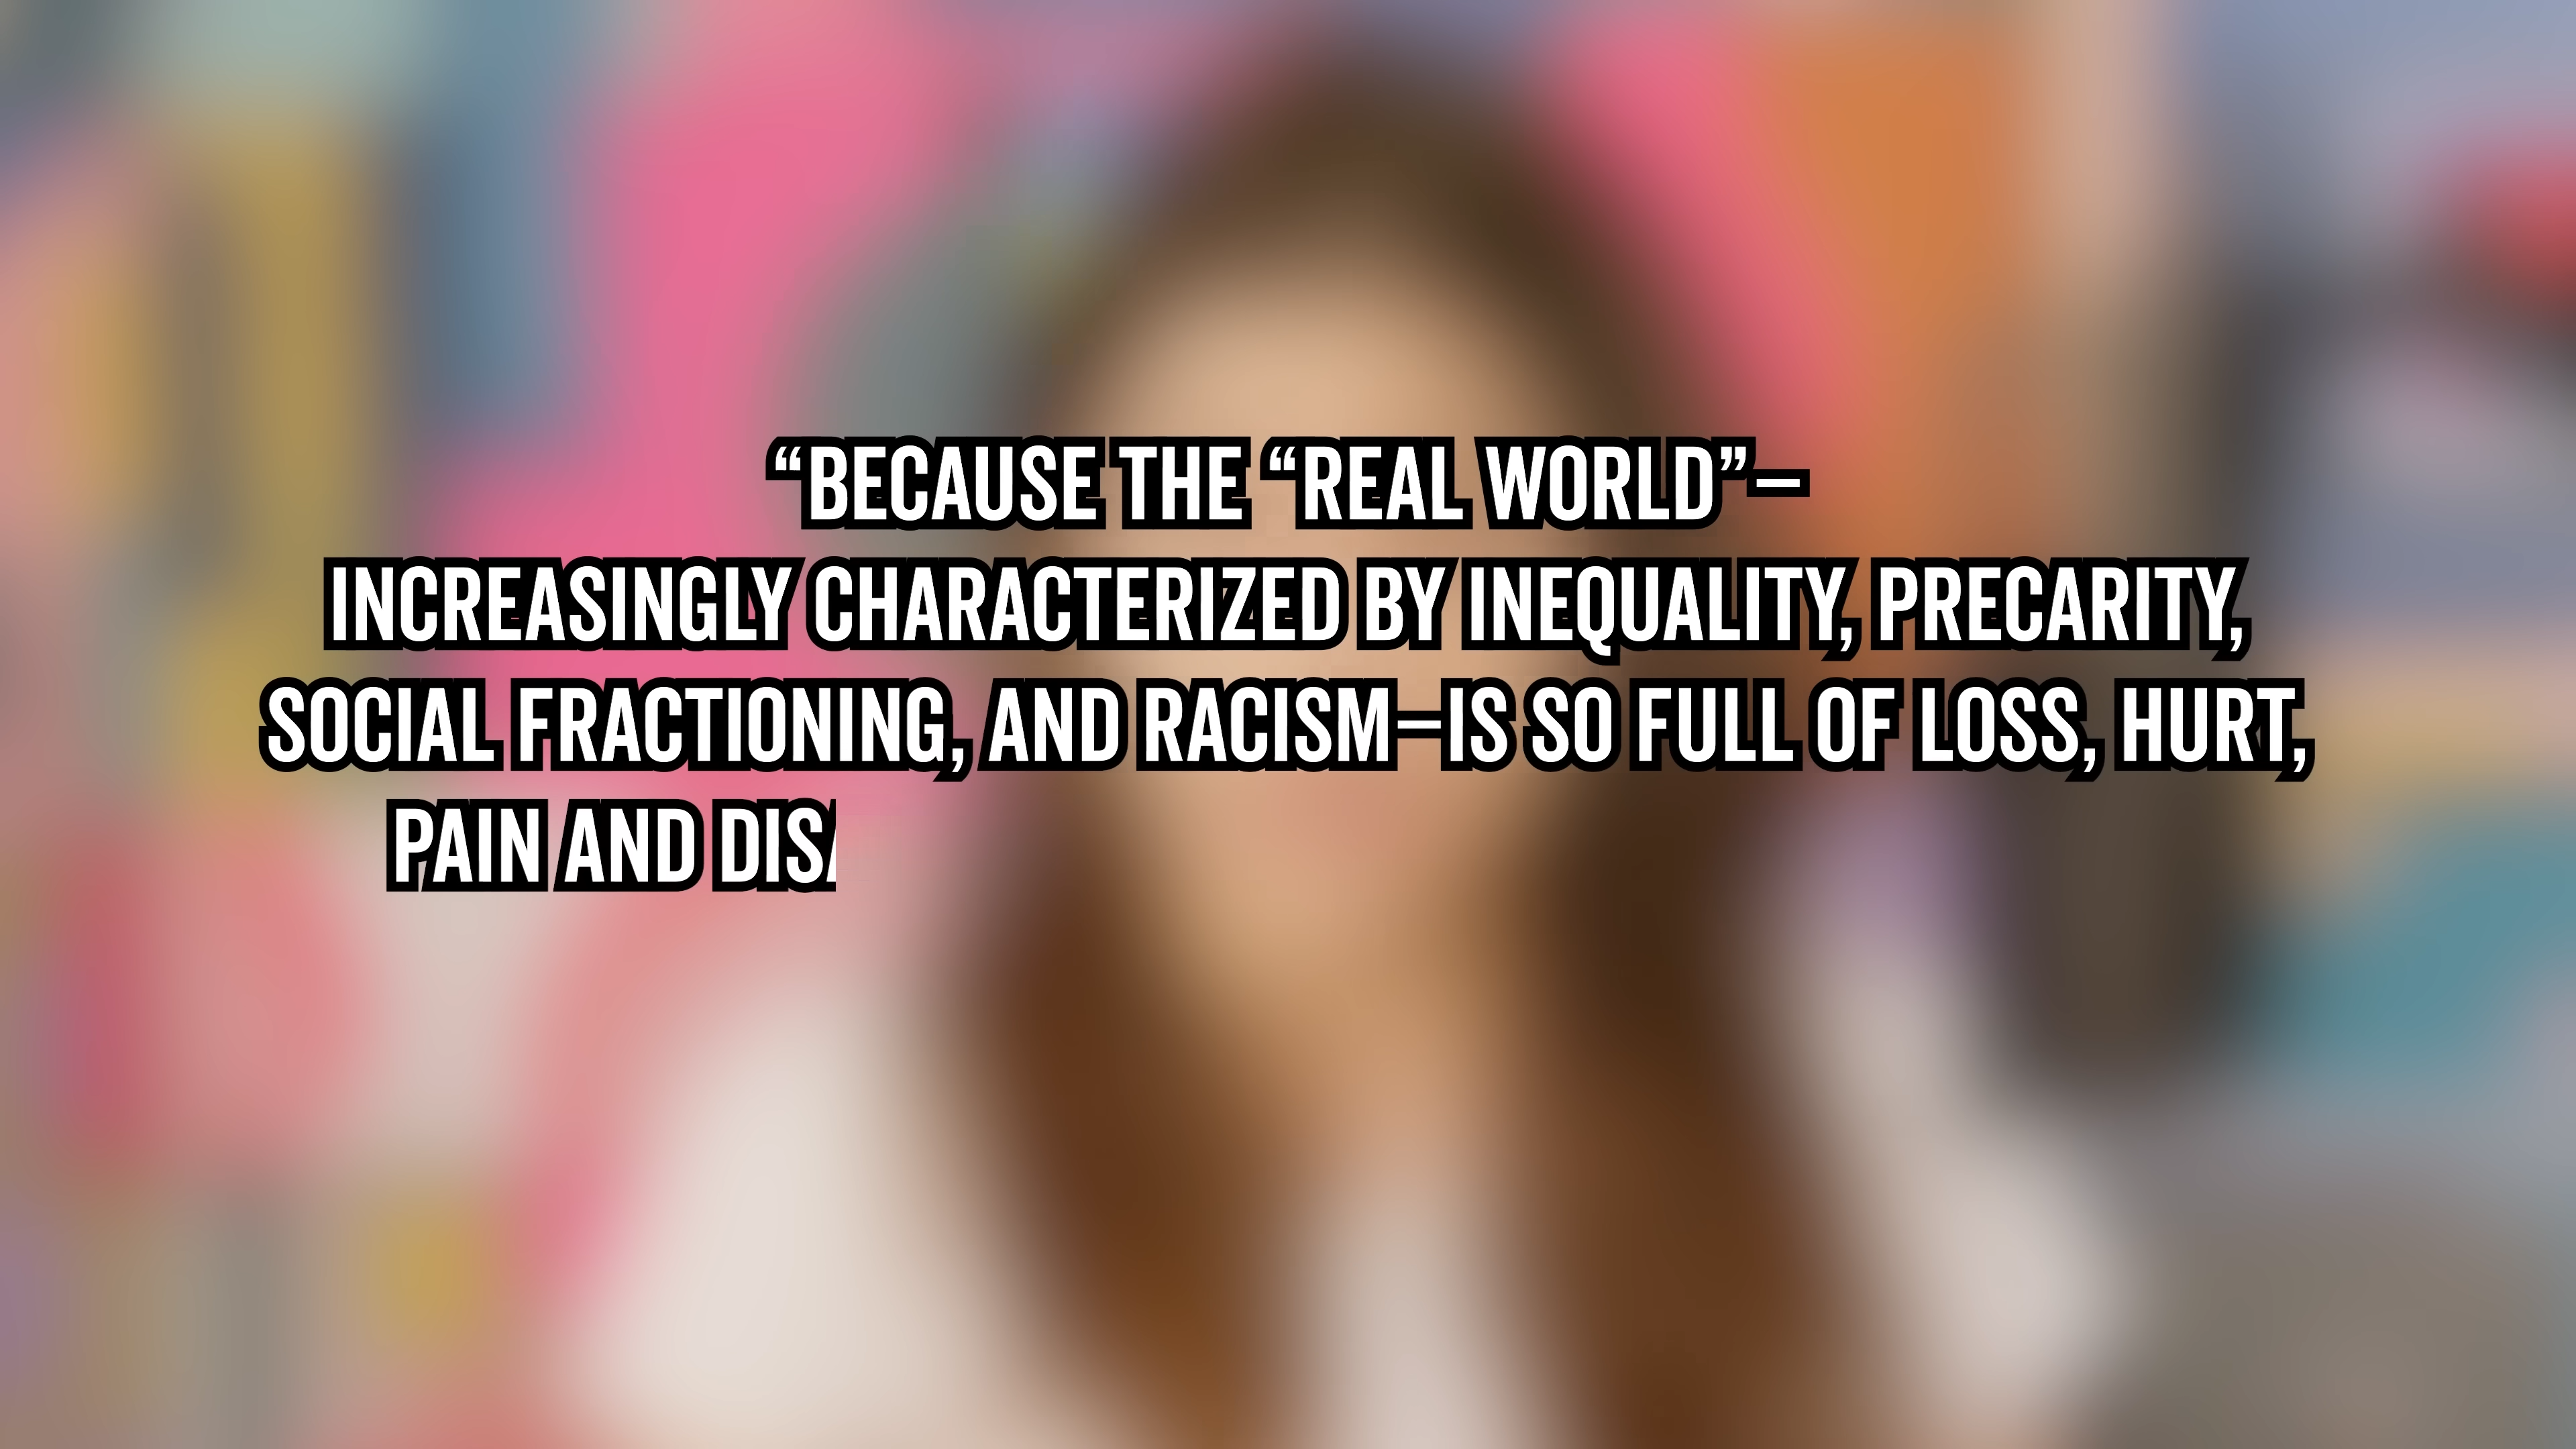 “BECAUSE THE “REAL WORLD”—
INCREASINGLY CHARACTERIZED BY INEQUALITY, PRECARITY,
SOCIAL FRACTIONING, AND RACISM—IS SO FULL OF LOSS, HURT,
PAIN AND